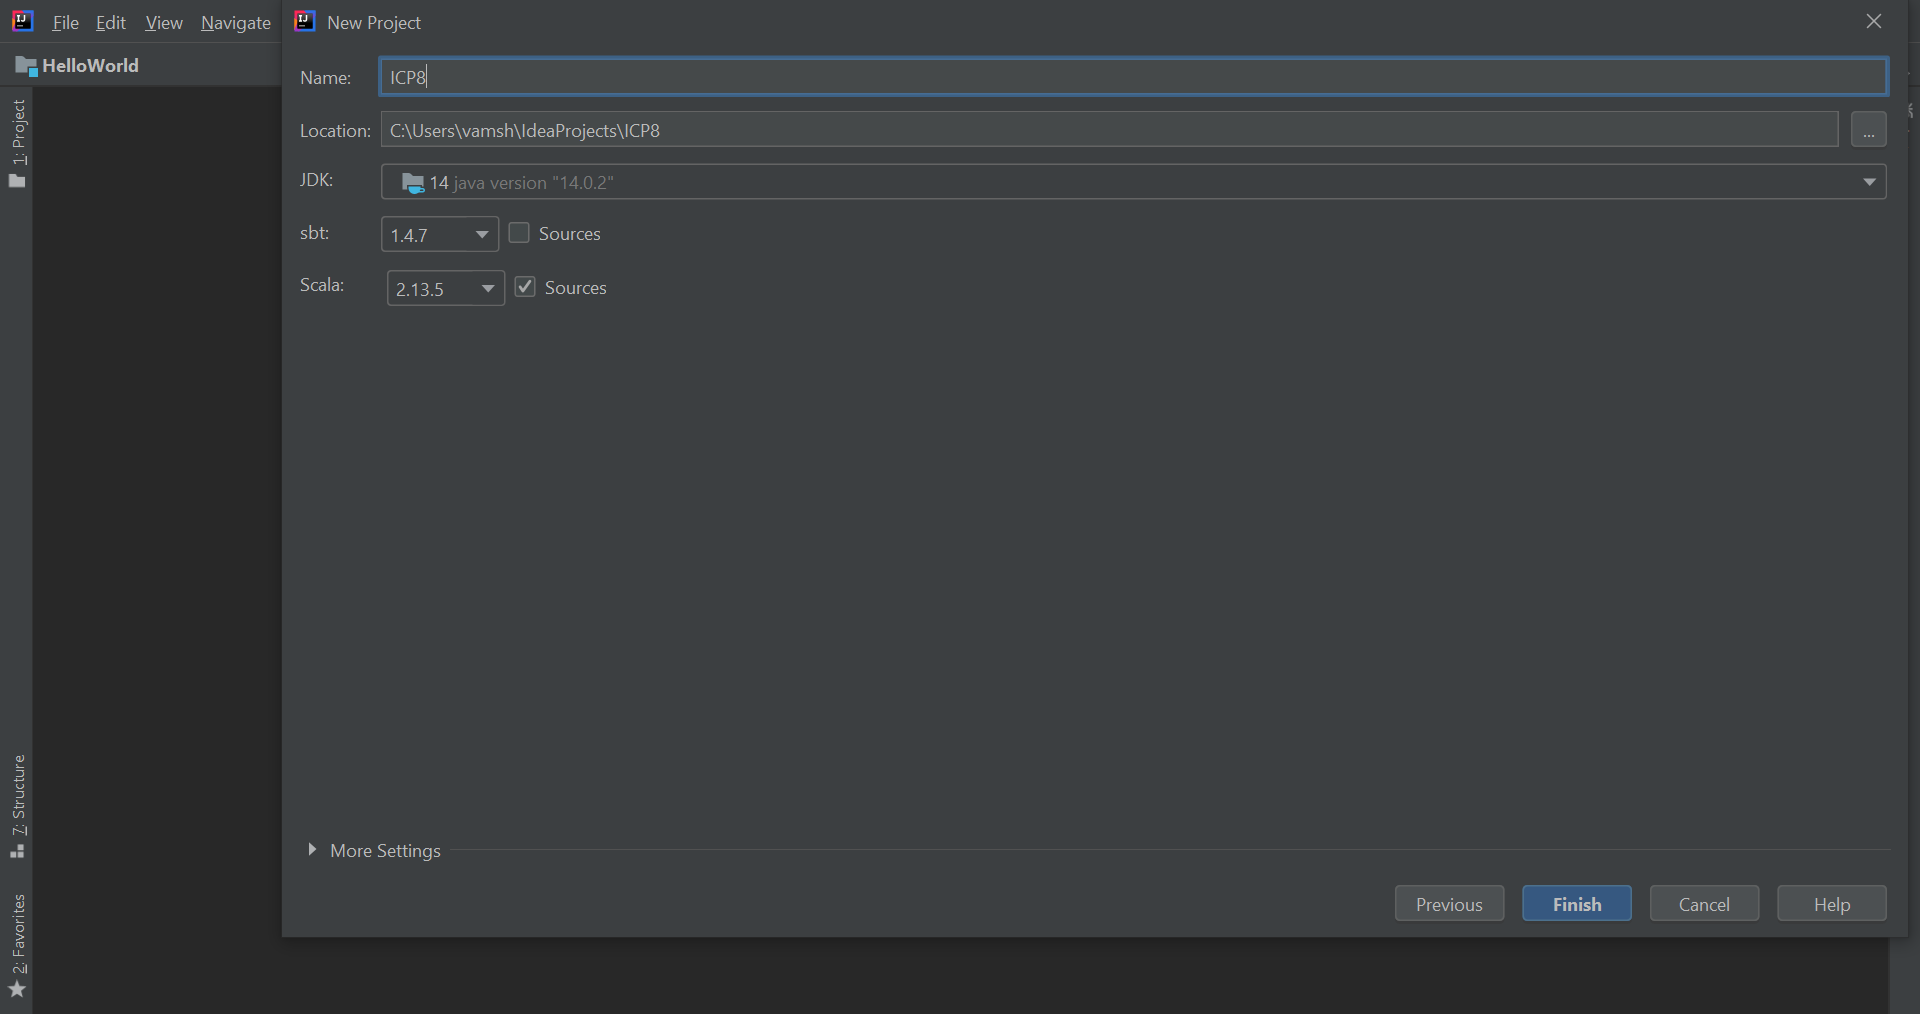 File Edit View Navigate
New Project
HelloWorld
1: Project
7: Structure
2: Favorites
Name: ICP8
Location: C:\Users\vamsh\IdeaProjects\ICP8 ...
JDK: 14 java version "14.0.2"
sbt: 1.4.7 Sources
Scala: 2.13.5 Sources
More Settings
Previous Finish Cancel Help